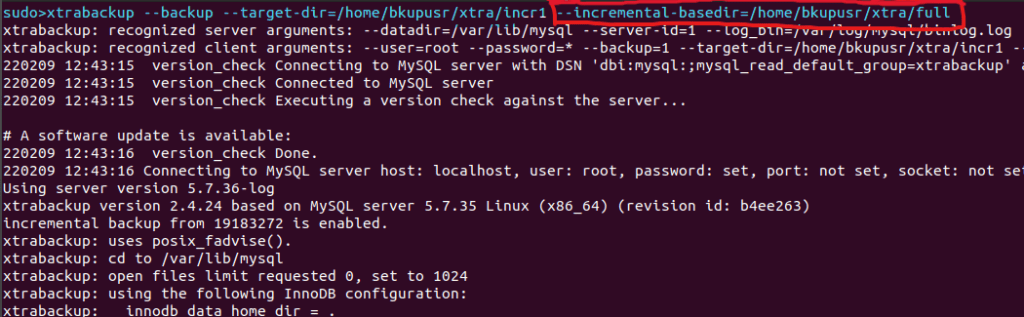 sudo>xtrabackup --backup --target-dir=/home/bkupusr/xtra/incr1 --incremental-basedir=/home/bkupusr/xtra/full
xtrabackup: recognized server arguments: --datadir=/var/lib/mysql --server-id=1 --log_bin=/var/log/mysql/binlog.log
xtrabackup: recognized client arguments: --user=root --password=* --backup=1 --target-dir=/home/bkupusr/xtra/incr1 --
220209 12:43:15  version_check Connecting to MySQL server with DSN 'dbi:mysql:;mysql_read_default_group=xtrabackup' a
220209 12:43:15  version_check Connected to MySQL server
220209 12:43:15  version_check Executing a version check against the server...
# A software update is available:
220209 12:43:16  version_check Done.
220209 12:43:16 Connecting to MySQL server host: localhost, user: root, password: set, port: not set, socket: not set
Using server version 5.7.36-log
xtrabackup version 2.4.24 based on MySQL server 5.7.35 Linux (x86_64) (revision id: b4ee263)
incremental backup from 19183272 is enabled.
xtrabackup: uses posix_fadvise().
xtrabackup: cd to /var/lib/mysql
xtrabackup: open files limit requested 0, set to 1024
xtrabackup: using the following InnoDB configuration:
xtrabackup:   innodb_data_home_dir = .